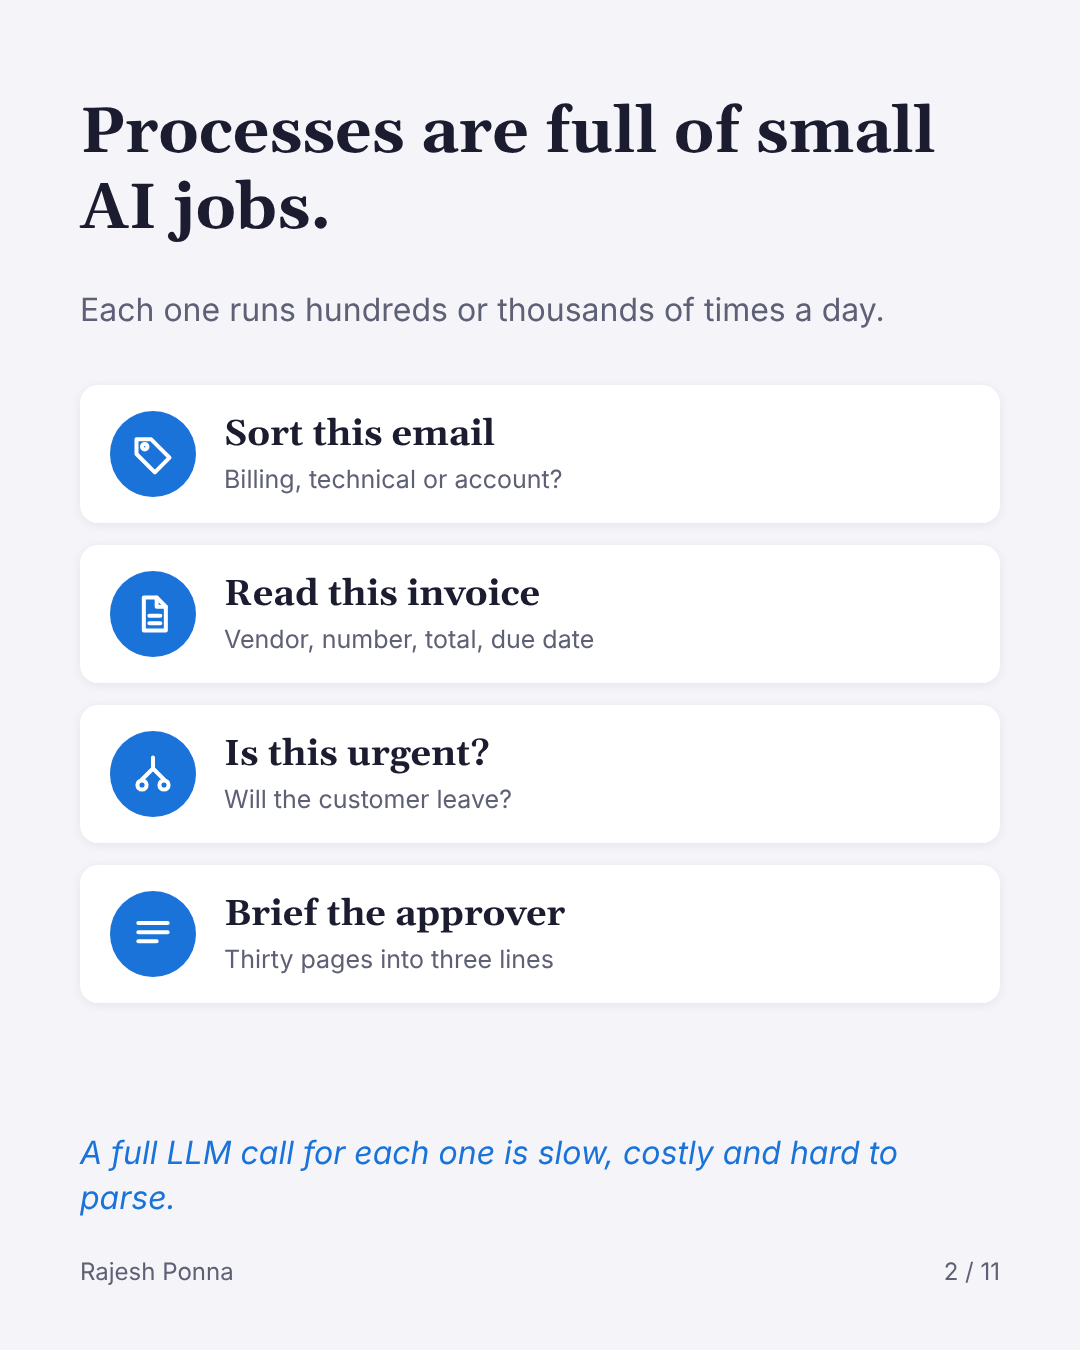 Processes are full of small
AI jobs.
Each one runs hundreds or thousands of times a day.
Sort this email
Billing, technical or account?
Read this invoice
Vendor, number, total, due date
Is this urgent?
Will the customer leave?
Brief the approver
Thirty pages into three lines
A full LLM call for each one is slow, costly and hard to
parse.
Rajesh Ponna
2 / 11